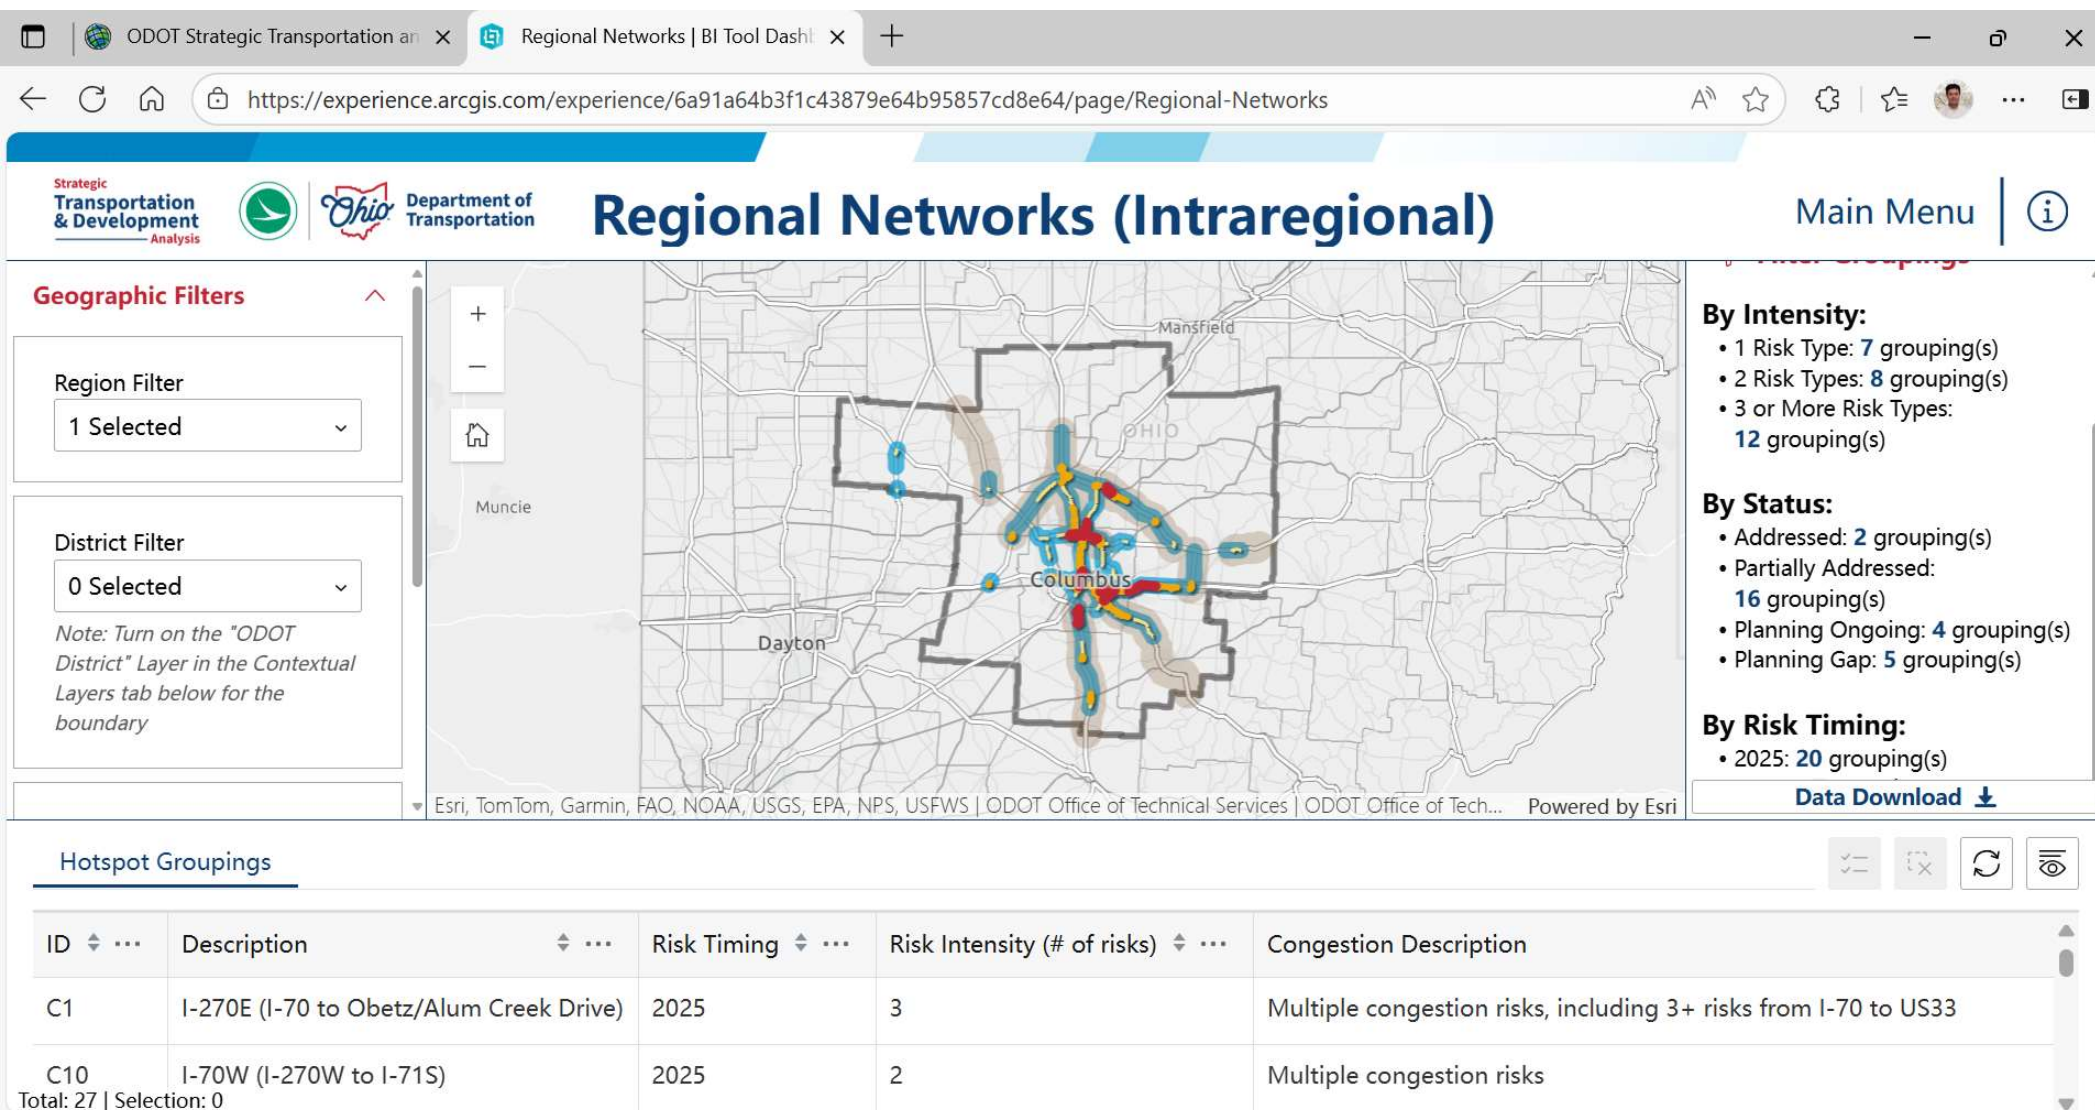 ODOT Strategic Transportation an
Regional Networks | BI Tool Dash
https://experience.arcgis.com/experience/6a91a64b3f1c43879e64b95857cd8e64/page/Regional-Networks
Strategic
Transportation
& Development
Analysis
Ohio
Department of
Transportation
Regional Networks (Intraregional)
Main Menu
Geographic Filters
Region Filter
1 Selected
District Filter
0 Selected
Note: Turn on the "ODOT
District" Layer in the Contextual
Layers tab below for the
boundary
Mansfield
OHIO
Muncie
Columbus
Dayton
Esri, TomTom, Garmin, FAO, NOAA, USGS, EPA, NPS, USFWS | ODOT Office of Technical Services | ODOT Office of Tech...
Powered by Esri
Filter Groupings
By Intensity:
• 1 Risk Type: 7 grouping(s)
• 2 Risk Types: 8 grouping(s)
• 3 or More Risk Types:
12 grouping(s)
By Status:
• Addressed: 2 grouping(s)
• Partially Addressed:
16 grouping(s)
• Planning Ongoing: 4 grouping(s)
• Planning Gap: 5 grouping(s)
By Risk Timing:
• 2025: 20 grouping(s)
Data Download
Hotspot Groupings
ID ... Description ... Risk Timing ... Risk Intensity (# of risks) ... Congestion Description
C1 I-270E (I-70 to Obetz/Alum Creek Drive) 2025 3 Multiple congestion risks, including 3+ risks from I-70 to US33
C10 I-70W (I-270W to I-71S) 2025 2 Multiple congestion risks
Total: 27 | Selection: 0